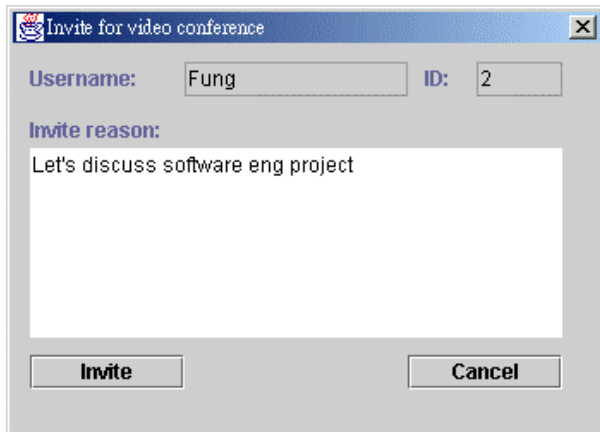 Invite for video conference
Username: Fung ID: 2
Invite reason:
Let's discuss software eng project
Invite Cancel